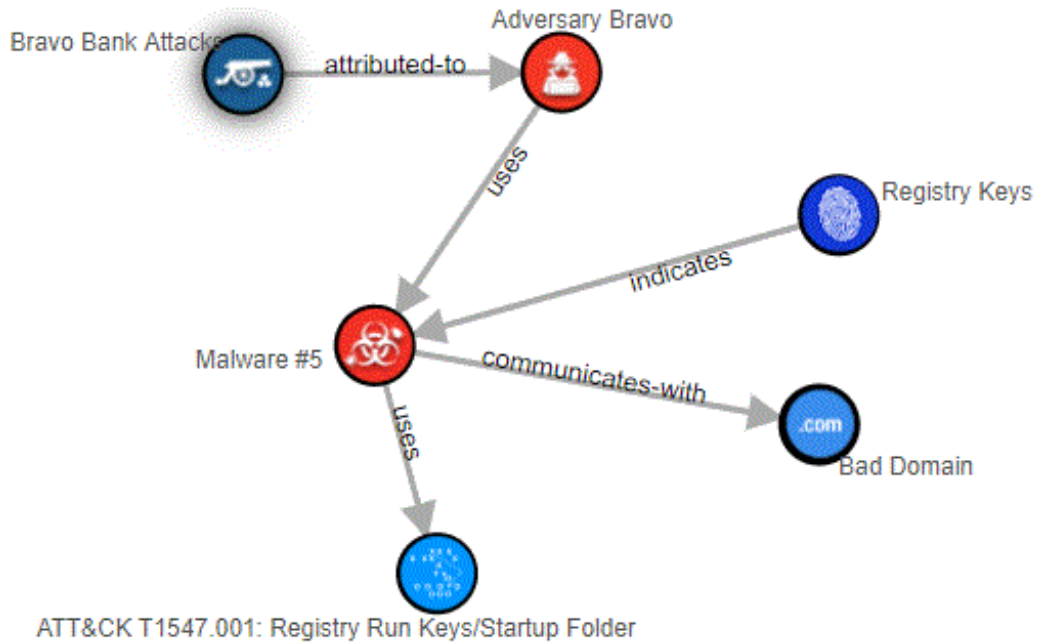 Adversary Bravo
Bravo Bank Attacks
attributed-to
uses
Registry Keys
indicates
Malware #5
communicates-with
.com
Bad Domain
uses
ATT&CK T1547.001: Registry Run Keys/Startup Folder